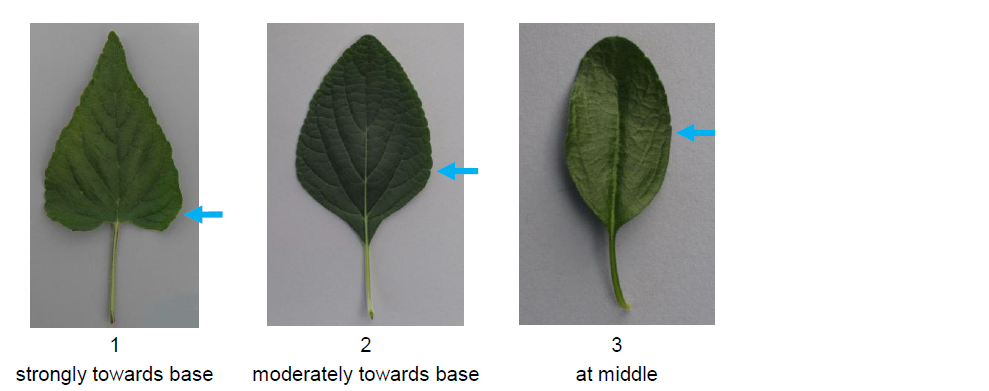 1 2 3
strongly towards base moderately towards base at middle